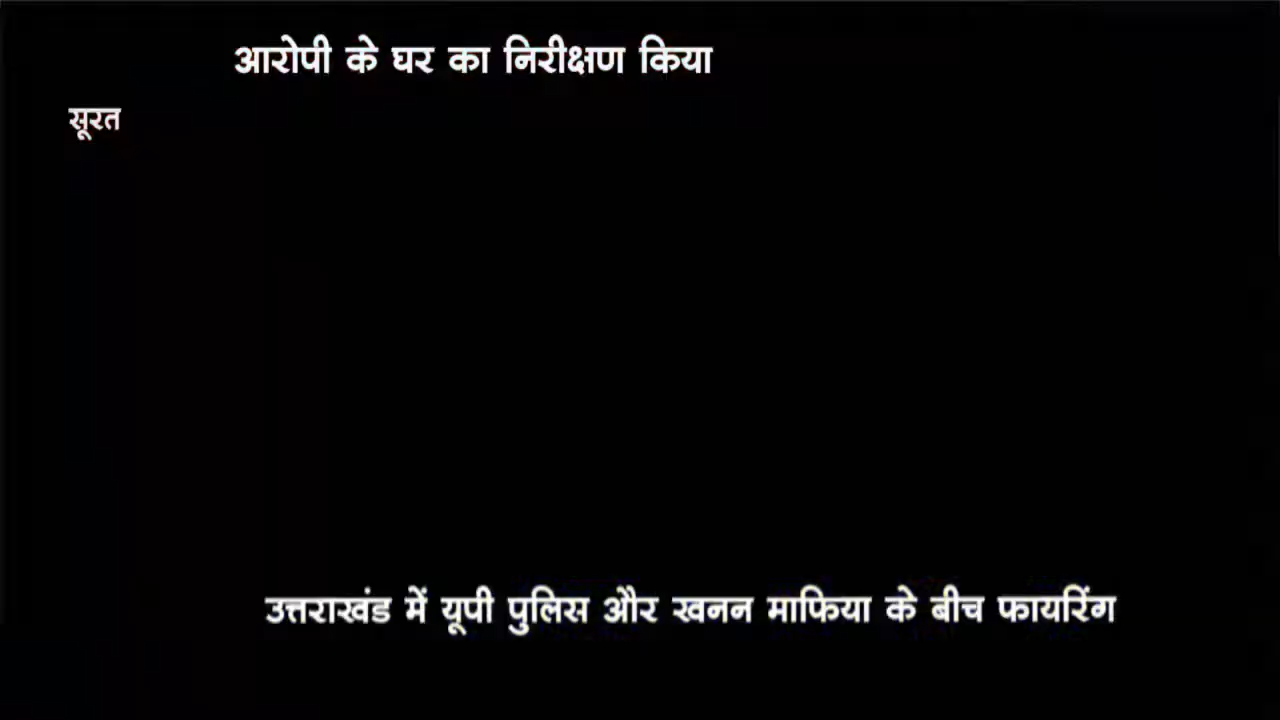 आरोपी के घर का निरीक्षण किया
सूरत
उत्तराखंड में यूपी पुलिस और खनन माफिया के बीच फायरिंग